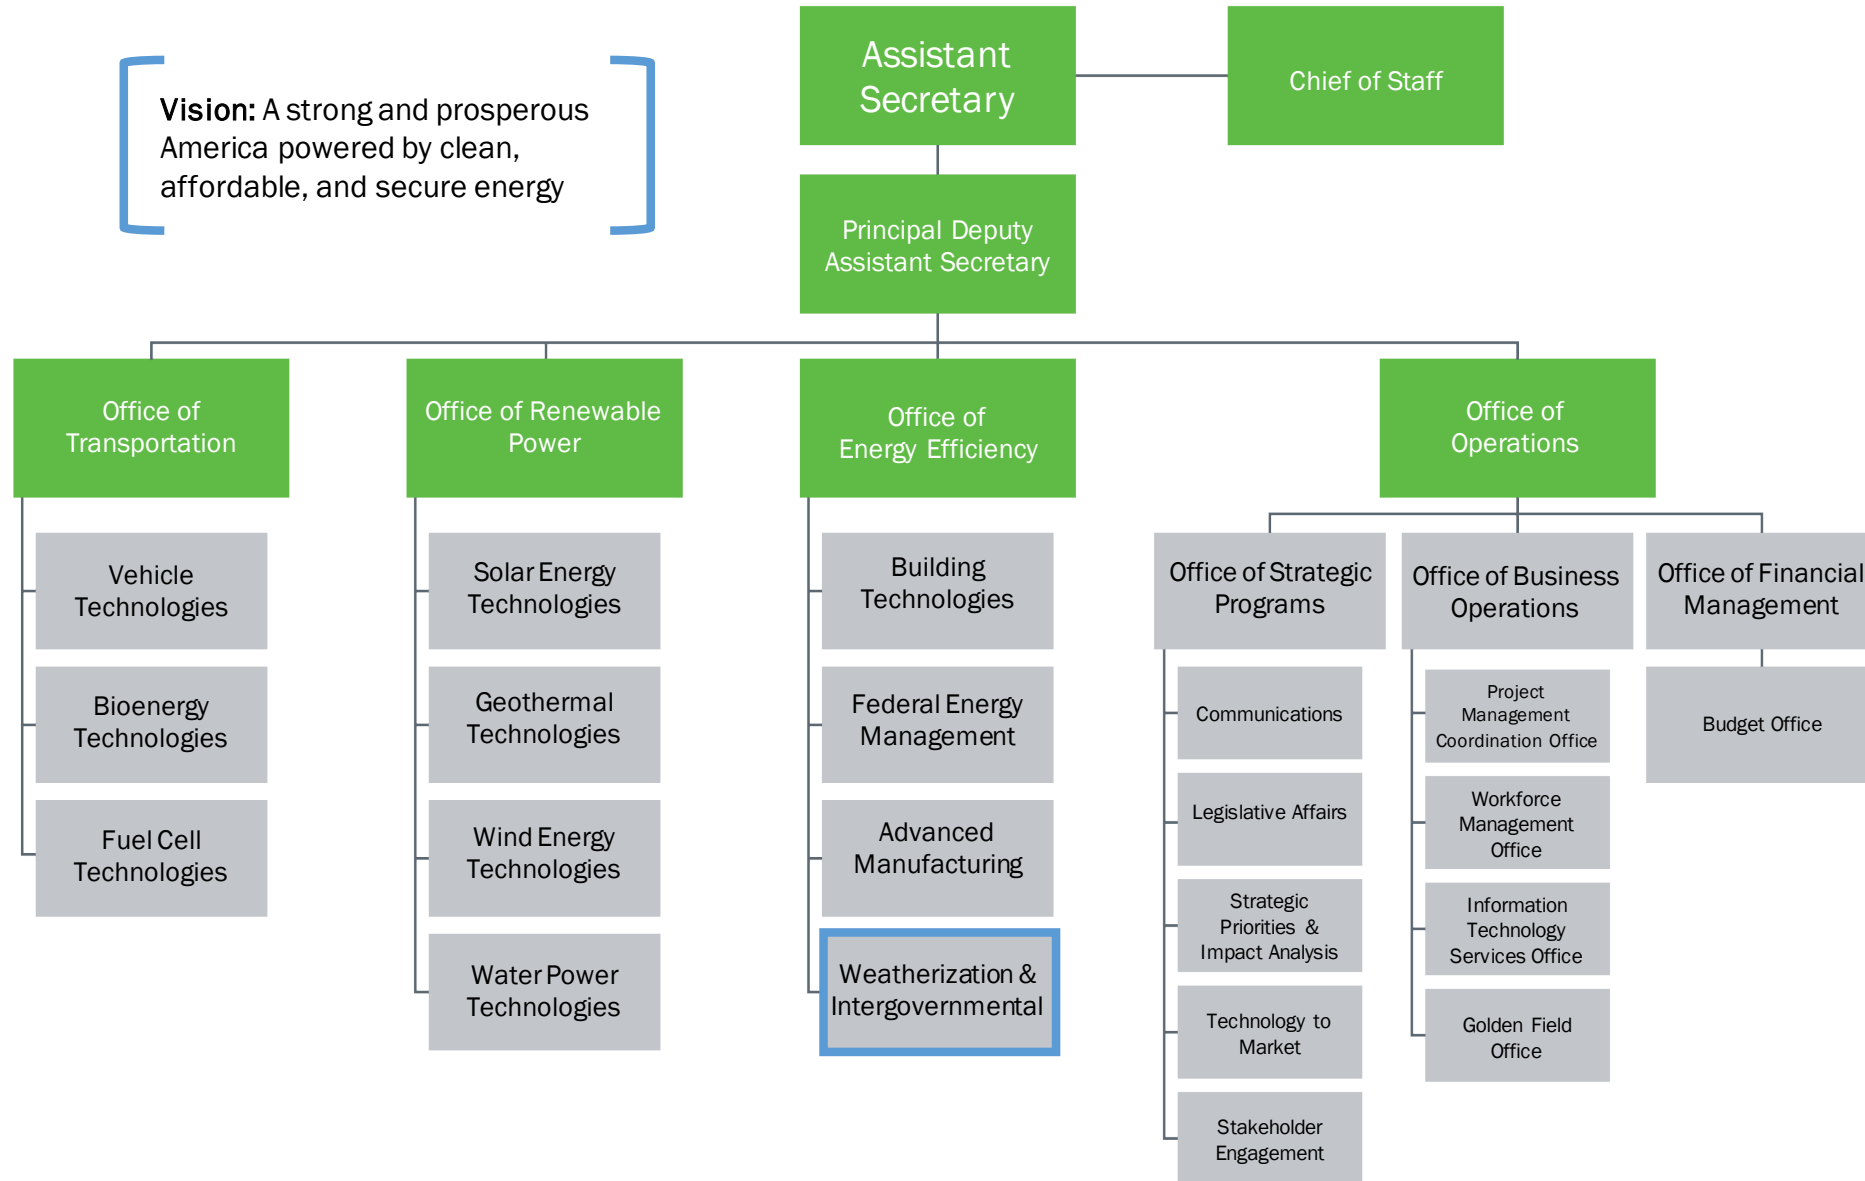 Assistant
Secretary
Chief of Staff
Vision: A strong and prosperous
America powered by clean,
affordable, and secure energy
Principal Deputy
Assistant Secretary
Office of
Transportation
Office of Renewable
Power
Office of
Energy Efficiency
Office of
Operations
Vehicle
Technologies
Bioenergy
Technologies
Fuel Cell
Technologies
Solar Energy
Technologies
Geothermal
Technologies
Wind Energy
Technologies
Water Power
Technologies
Building
Technologies
Federal Energy
Management
Advanced
Manufacturing
Weatherization &
Intergovernmental
Office of Strategic
Programs
Communications
Legislative Affairs
Strategic
Priorities &
Impact Analysis
Technology to
Market
Stakeholder
Engagement
Office of Business
Operations
Project
Management
Coordination Office
Workforce
Management
Office
Information
Technology
Services Office
Golden Field
Office
Office of Financial
Management
Budget Office